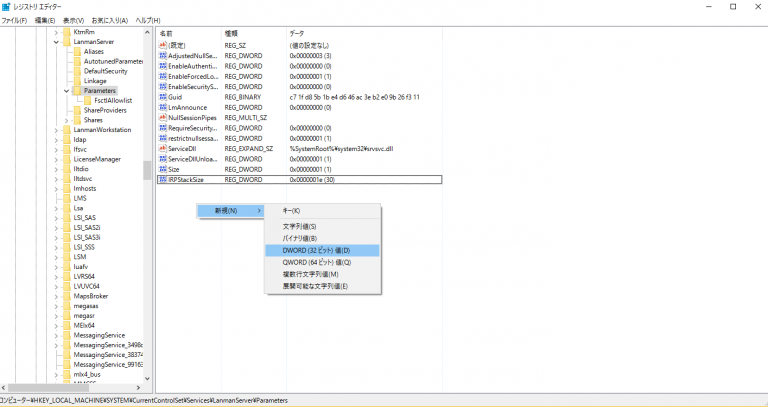 レジストリ エディター
ファイル(F) 編集(E) 表示(V) お気に入り(A) ヘルプ(H)
KtmRm
LanmanServer
Aliases
AutotunedParameter
DefaultSecurity
Linkage
Parameters
FsctlAllowlist
ShareProviders
Shares
LanmanWorkstation
ldap
lfsvc
LicenseManager
lltdio
lltdsvc
lmhosts
LMS
Lsa
LSI_SAS
LSI_SAS2i
LSI_SAS3i
LSI_SSS
LSM
luafv
LVRS64
LVUVC64
MapsBroker
megasas
megasr
MEIx64
MessagingService
MessagingService_3498c
MessagingService_38374
MessagingService_99163
mlx4_bus
MMCSS
名前 種類 データ
(既定) REG_SZ (値の設定なし)
AdjustedNullSe... REG_DWORD 0x00000003 (3)
EnableAuthenti... REG_DWORD 0x00000000 (0)
EnableForcedLo... REG_DWORD 0x00000001 (1)
EnableSecurityS... REG_DWORD 0x00000000 (0)
Guid REG_BINARY c7 1f d8 5b 1b e4 d6 46 ac 3e b2 e0 9b 26 f3 11
LmAnnounce REG_DWORD 0x00000000 (0)
NullSessionPipes REG_MULTI_SZ
RequireSecurity... REG_DWORD 0x00000000 (0)
restrictnullsessa... REG_DWORD 0x00000001 (1)
ServiceDll REG_EXPAND_SZ %SystemRoot%¥system32¥srvsvc.dll
ServiceDllUnloa... REG_DWORD 0x00000001 (1)
Size REG_DWORD 0x00000001 (1)
IRPStackSize REG_DWORD 0x0000001e (30)
新規(N)
キー(K)
文字列値(S)
バイナリ値(B)
DWORD (32 ビット) 値(D)
QWORD (64 ビット) 値(Q)
複数行文字列値(M)
展開可能な文字列値(E)
コンピューター¥HKEY_LOCAL_MACHINE¥SYSTEM¥CurrentControlSet¥Services¥LanmanServer¥Parameters